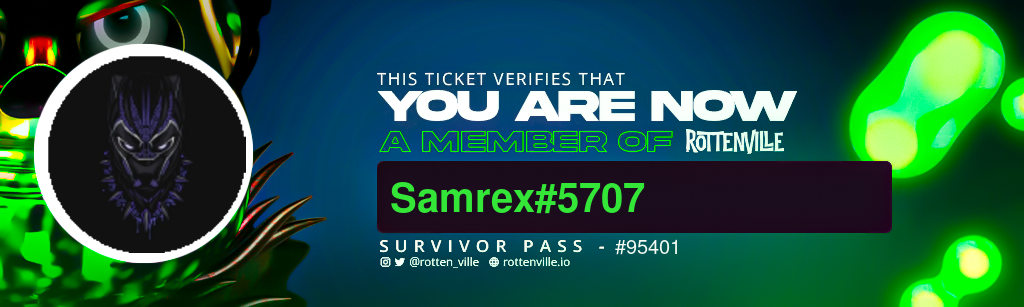 THIS TICKET VERIFIES THAT
YOU ARE NOW
A MEMBER OF ROTTENVILLE
Samrex#5707
SURVIVOR PASS - #95401
@rotten_ville rottenville.io